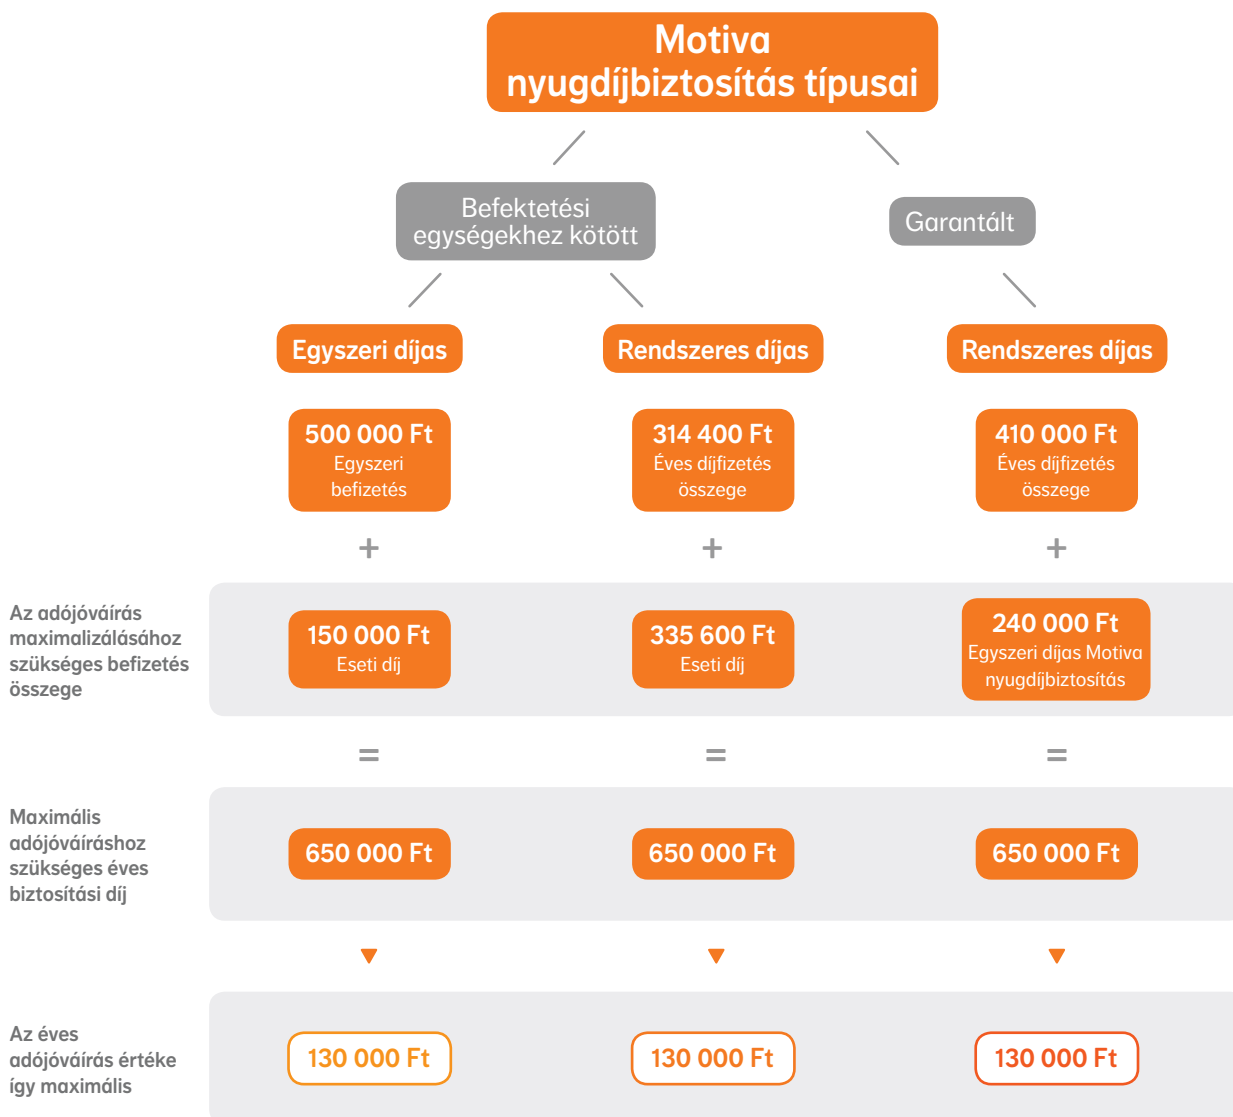 Motiva
nyugdíjbiztosítás típusai
Befektetési
egységekhez kötött
Garantált
Egyszeri díjas
Rendszeres díjas
Rendszeres díjas
500 000 Ft
Egyszeri
befizetés
314 400 Ft
Éves díjfizetés
összege
410 000 Ft
Éves díjfizetés
összege
+
+
+
Az adójóváírás
maximalizálásához
szükséges befizetés
összege
150 000 Ft
Eseti díj
335 600 Ft
Eseti díj
240 000 Ft
Egyszeri díjas Motiva
nyugdíjbiztosítás
=
=
=
Maximális
adójóváíráshoz
szükséges éves
biztosítási díj
650 000 Ft
650 000 Ft
650 000 Ft
Az éves
adójóváírás értéke
így maximális
130 000 Ft
130 000 Ft
130 000 Ft